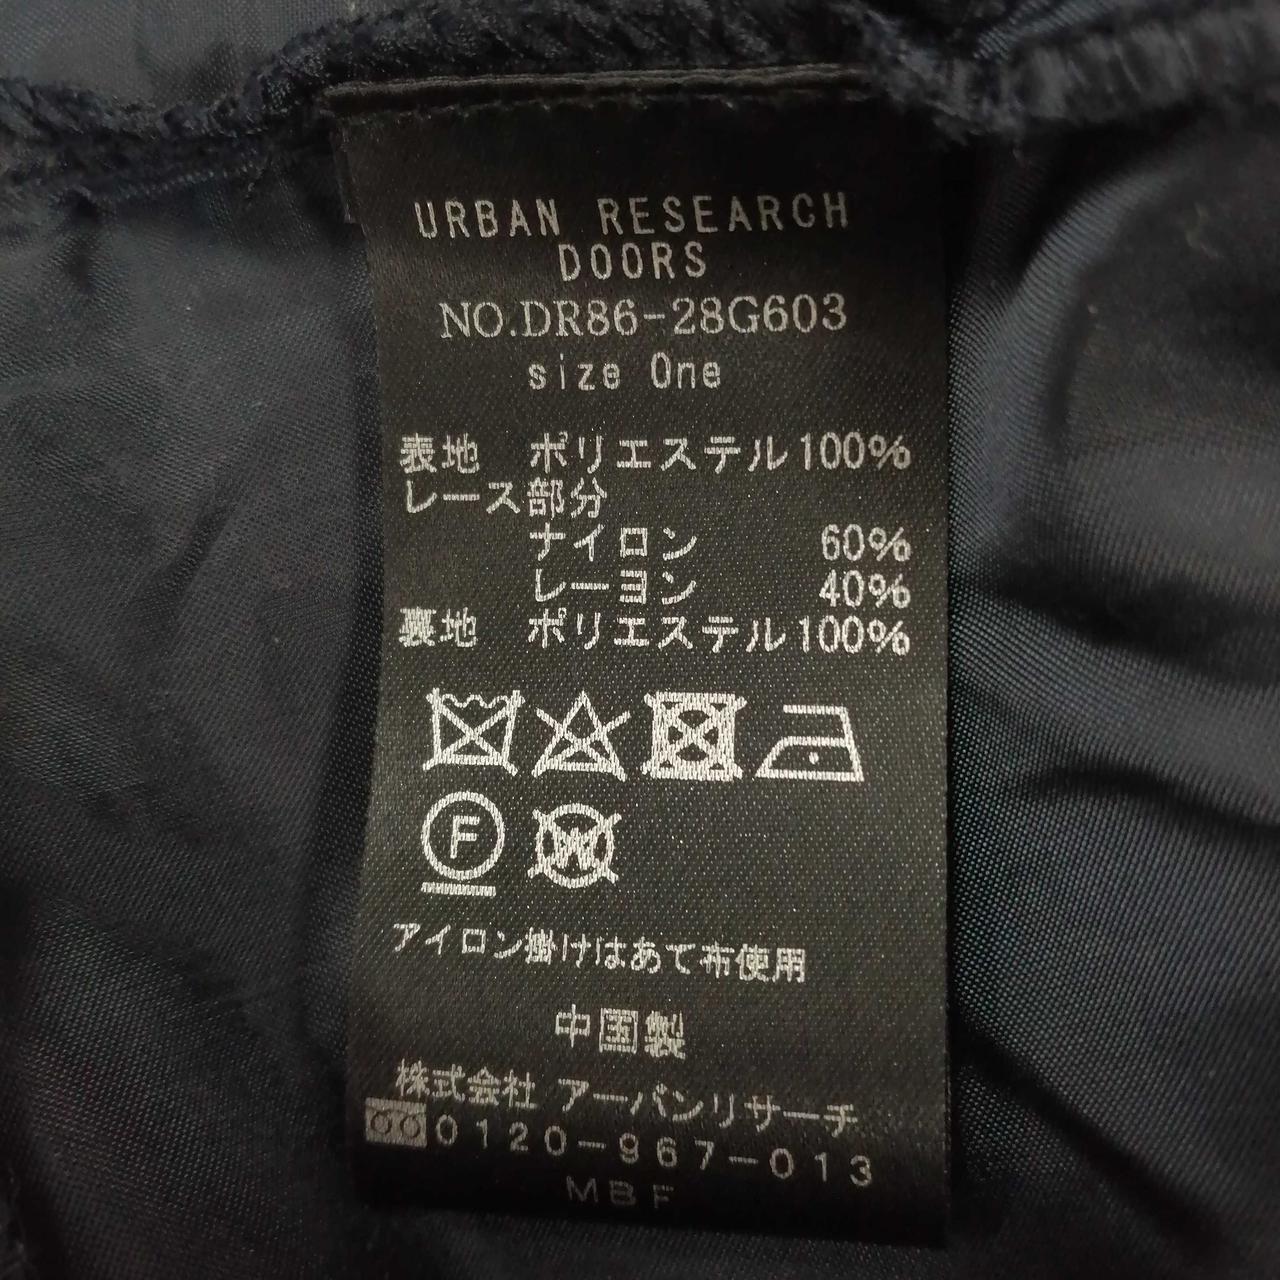 URBAN RESEARCH
DOORS
NO.DR86-28G603
size One
表地 ポリエステル100%
レース部分
ナイロン 60%
レーヨン 40%
裏地 ポリエステル100%
F W
アイロン掛けはあて布使用
中国製
株式会社 アーバンリサーチ
0120-967-013
MBF